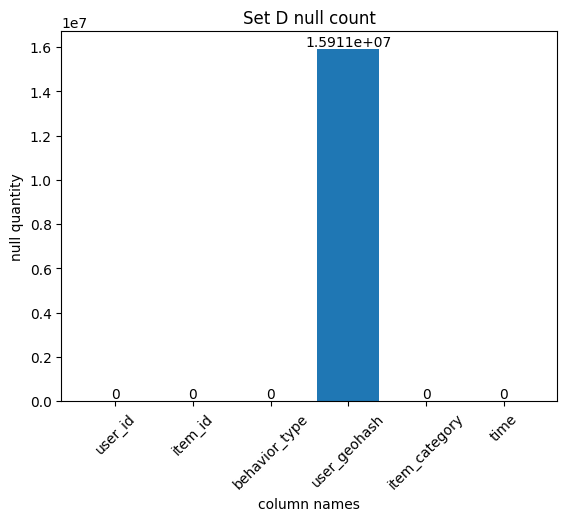 Set D null count
1e7
1.6
1.4
1.2
1.0
0.8
0.6
0.4
0.2
0.0
null quantity
1.5911e+07
0
0
0
0
0
user_id
item_id
behavior_type
user_geohash
item_category
time
column names